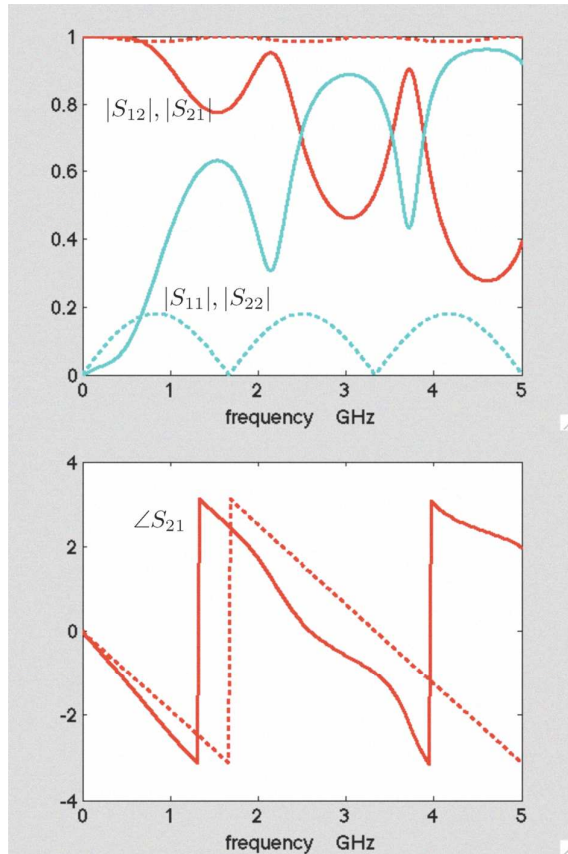 1
0.8
|S12|, |S21|
0.6
0.4
|S11|, |S22|
0.2
0
0 1 2 3 4 5
frequency GHz
4
∠S21
2
0
-2
-4
0 1 2 3 4 5
frequency GHz